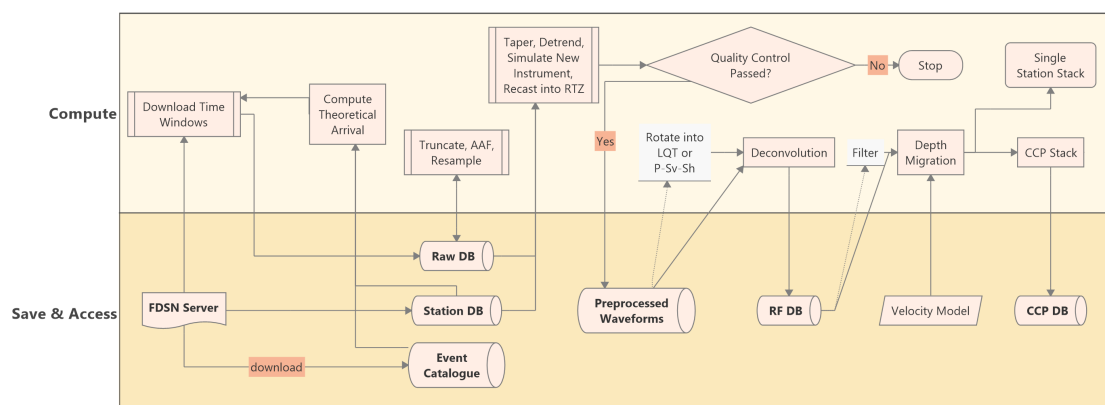 Compute
Download Time
Windows
Compute
Theoretical
Arrival
Truncate, AAF,
Resample
Taper, Detrend,
Simulate New
Instrument,
Recast into RTZ
Quality Control
Passed?
No
Stop
Yes
Rotate into
LQT or
P-Sv-Sh
Deconvolution
Filter
Depth
Migration
Single
Station Stack
CCP Stack
Save & Access
FDSN Server
download
Raw DB
Station DB
Event
Catalogue
Preprocessed
Waveforms
RF DB
Velocity Model
CCP DB